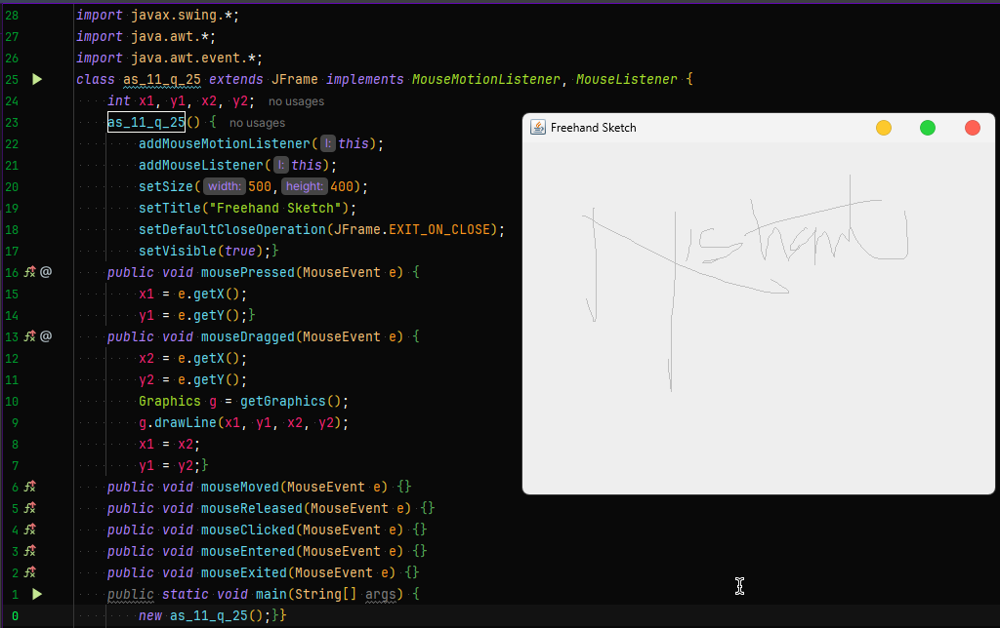 28 import javax.swing.*;
27 import java.awt.*;
26 import java.awt.event.*;
25 class as_11_q_25 extends JFrame implements MouseMotionListener, MouseListener {
24 int x1, y1, x2, y2; no usages
23 as_11_q_25() { no usages
22 addMouseMotionListener( l: this);
21 addMouseListener( l: this);
20 setSize( width: 500, height: 400);
19 setTitle("Freehand Sketch");
18 setDefaultCloseOperation(JFrame.EXIT_ON_CLOSE);
17 setVisible(true);}
16 @ public void mousePressed(MouseEvent e) {
15 x1 = e.getX();
14 y1 = e.getY();}
13 @ public void mouseDragged(MouseEvent e) {
12 x2 = e.getX();
11 y2 = e.getY();
10 Graphics g = getGraphics();
9 g.drawLine(x1, y1, x2, y2);
8 x1 = x2;
7 y1 = y2;}
6 public void mouseMoved(MouseEvent e) {}
5 public void mouseReleased(MouseEvent e) {}
4 public void mouseClicked(MouseEvent e) {}
3 public void mouseEntered(MouseEvent e) {}
2 public void mouseExited(MouseEvent e) {}
1 public static void main(String[] args) {
0 new as_11_q_25();}}
Freehand Sketch